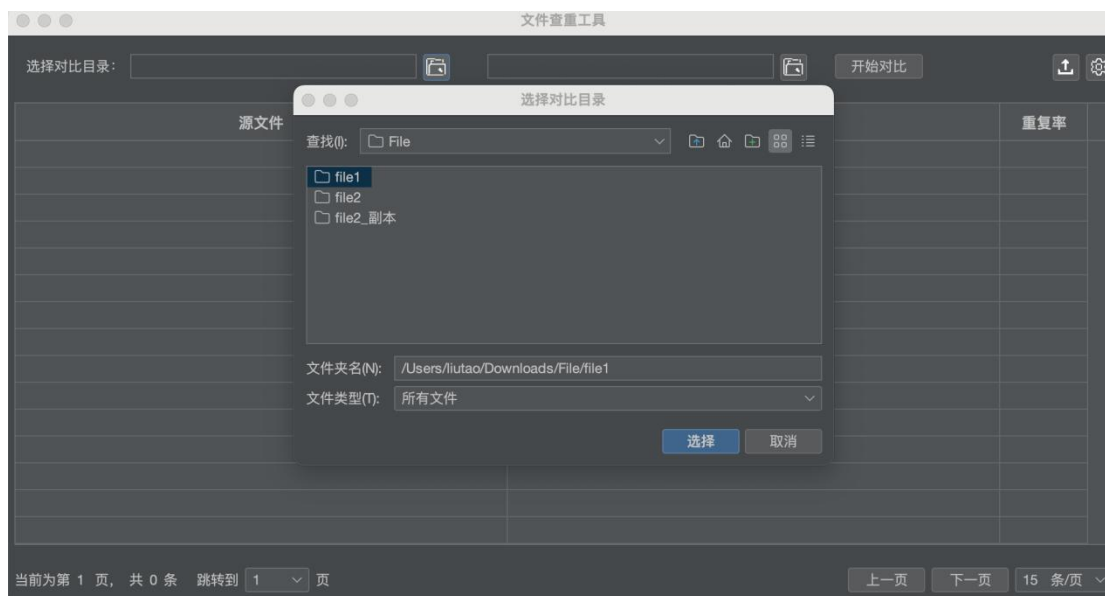 文件查重工具
选择对比目录：
开始对比
选择对比目录
源文件
重复率
查找(I):
File
file1
file2
file2_副本
文件夹名(N):
/Users/liutao/Downloads/File/file1
文件类型(T):
所有文件
选择
取消
当前为第 1 页， 共 0 条 跳转到 1 页
上一页
下一页
15 条/页